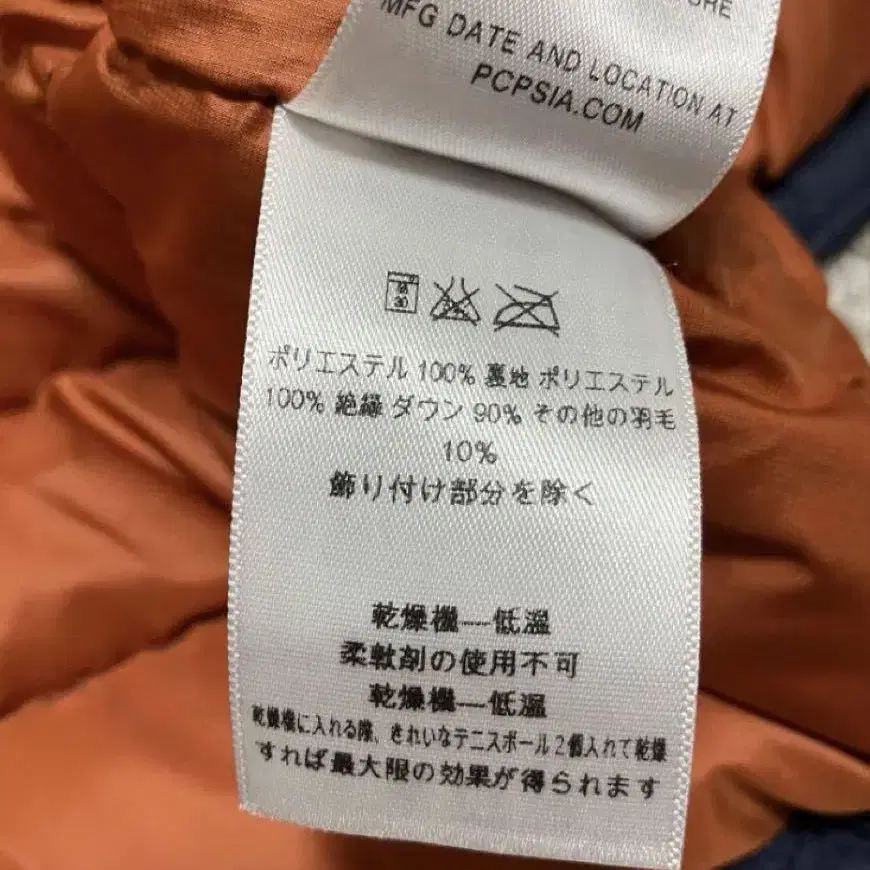 MFG DATE AND LOCATION AT
PCPSIA.COM
ポリエステル 100% 裏地 ポリエステル
100% 絶縁 ダウン 90% その他の羽毛
10%
飾り付け部分を除く
乾燥機—低温
柔軟剤の使用不可
乾燥機—低温
乾燥機に入れる際、きれいなテニスボール2個入れて乾燥
すれば最大限の効果が得られます